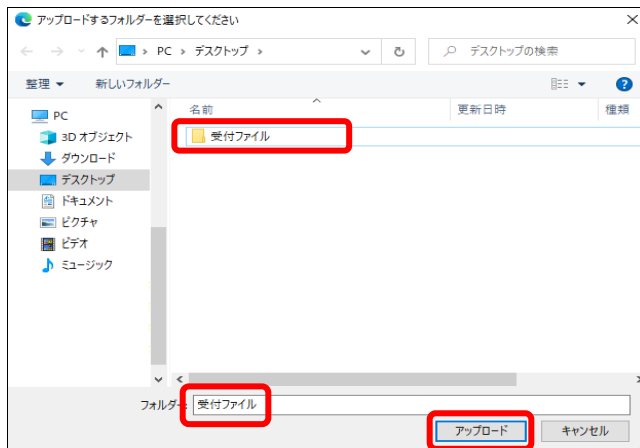 アップロードするフォルダーを選択してください
PC › デスクトップ ›
デスクトップの検索
整理 新しいフォルダー
名前 更新日時 種類
PC
3D オブジェクト
ダウンロード
デスクトップ
ドキュメント
ピクチャ
ビデオ
ミュージック
受付ファイル
フォルダー: 受付ファイル
アップロード キャンセル